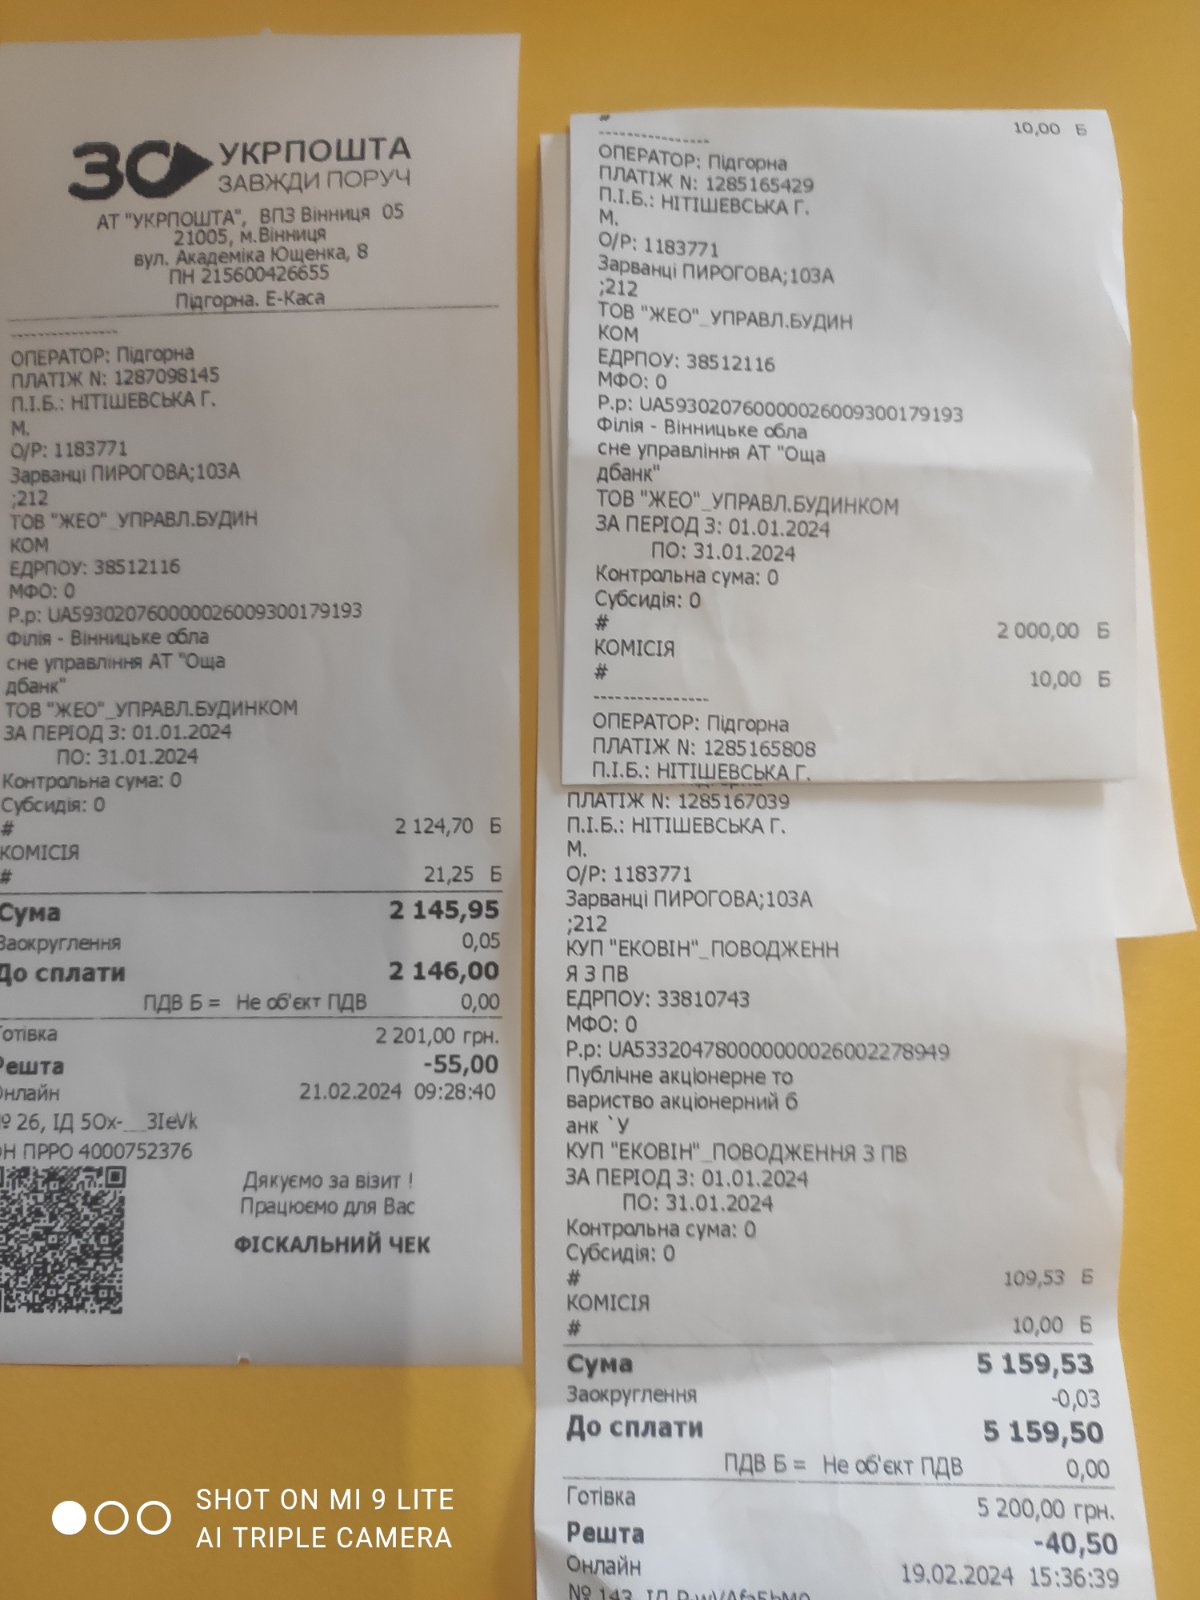 ЗО УКРПОШТА
ЗАВЖДИ ПОРУЧ
АТ "УКРПОШТА", ВПЗ Вінниця 05
21005, м.Вінниця
вул. Академіка Ющенка, 8
ПН 215600426655
Підгорна. Е-Каса
ОПЕРАТОР: Підгорна
ПЛАТІЖ N: 1287098145
П.І.Б.: НІТІШЕВСЬКА Г.
М.
О/Р: 1183771
Зарванці ПИРОГОВА;103А
;212
ТОВ "ЖЕО"_УПРАВЛ.БУДИН
КОМ
ЕДРПОУ: 38512116
МФО: 0
Р.р: UA593020760000026009300179193
Філія - Вінницьке обла
сне управління АТ "Оща
дбанк"
ТОВ "ЖЕО"_УПРАВЛ.БУДИНКОМ
ЗА ПЕРІОД З: 01.01.2024
ПО: 31.01.2024
Контрольна сума: 0
Субсидія: 0
# 2 124,70 Б
КОМІСІЯ
# 21,25 Б
Сума 2 145,95
Заокруглення 0,05
До сплати 2 146,00
ПДВ Б = Не об'єкт ПДВ 0,00
Готівка 2 201,00 грн.
Решта -55,00
Онлайн 21.02.2024 09:28:40
№ 26, ІД 5Ox-__3IeVk
ФН ПРРО 4000752376
Дякуємо за візит !
Працюємо для Вас
ФІСКАЛЬНИЙ ЧЕК
# 10,00 Б
ОПЕРАТОР: Підгорна
ПЛАТІЖ N: 1285165429
П.І.Б.: НІТІШЕВСЬКА Г.
М.
О/Р: 1183771
Зарванці ПИРОГОВА;103А
;212
ТОВ "ЖЕО"_УПРАВЛ.БУДИН
КОМ
ЕДРПОУ: 38512116
МФО: 0
Р.р: UA593020760000026009300179193
Філія - Вінницьке обла
сне управління АТ "Оща
дбанк"
ТОВ "ЖЕО"_УПРАВЛ.БУДИНКОМ
ЗА ПЕРІОД З: 01.01.2024
ПО: 31.01.2024
Контрольна сума: 0
Субсидія: 0
# 2 000,00 Б
КОМІСІЯ
# 10,00 Б
ОПЕРАТОР: Підгорна
ПЛАТІЖ N: 1285165808
П.І.Б.: НІТІШЕВСЬКА Г.
ПЛАТІЖ N: 1285167039
П.І.Б.: НІТІШЕВСЬКА Г.
М.
О/Р: 1183771
Зарванці ПИРОГОВА;103А
;212
КУП "ЕКОВІН"_ПОВОДЖЕНН
Я З ПВ
ЕДРПОУ: 33810743
МФО: 0
Р.р: UA533204780000000026002278949
Публічне акціонерне то
вариство акціонерний б
анк `У
КУП "ЕКОВІН"_ПОВОДЖЕННЯ З ПВ
ЗА ПЕРІОД З: 01.01.2024
ПО: 31.01.2024
Контрольна сума: 0
Субсидія: 0
# 109,53 Б
КОМІСІЯ
# 10,00 Б
Сума 5 159,53
Заокруглення -0,03
До сплати 5 159,50
ПДВ Б = Не об'єкт ПДВ 0,00
Готівка 5 200,00 грн.
Решта -40,50
Онлайн 19.02.2024 15:36:39
№ 143, ІД
SHOT ON MI 9 LITE
AI TRIPLE CAMERA